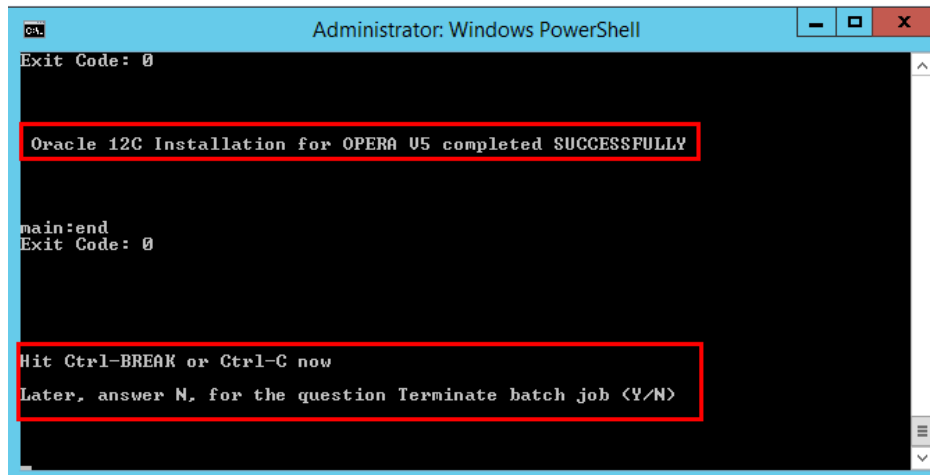 Administrator: Windows PowerShell
Exit Code: 0
Oracle 12C Installation for OPERA V5 completed SUCCESSFULLY
main:end
Exit Code: 0
Hit Ctrl-BREAK or Ctrl-C now
Later, answer N, for the question Terminate batch job (Y/N)